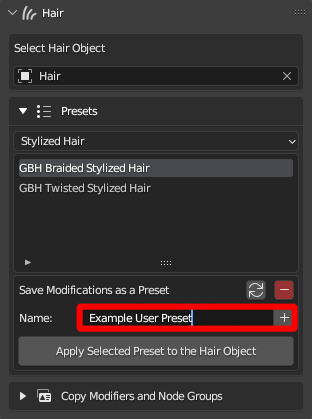 Hair
Select Hair Object
Hair
Presets
Stylized Hair
GBH Braided Stylized Hair
GBH Twisted Stylized Hair
Save Modifications as a Preset
Name: Example User Preset
Apply Selected Preset to the Hair Object
Copy Modifiers and Node Groups